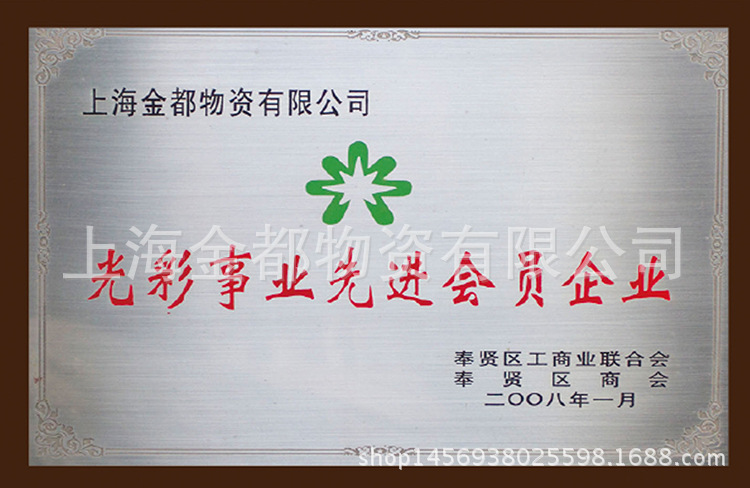 上海金都物资有限公司
上海金都物资有限公司
光彩事业先进会员企业
奉贤区工商业联合会
奉贤区商会
二〇〇八年一月
shop1456938025598.1688.com